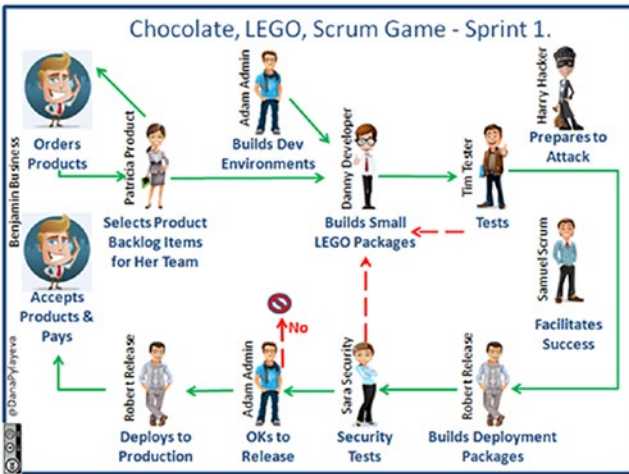 Chocolate, LEGO, Scrum Game - Sprint 1.
Benjamin Business
Orders
Products
Patricia Product
Selects Product
Backlog Items
for Her Team
Adam Admin
Builds Dev
Environments
Danny Developer
Builds Small
LEGO Packages
Tim Tester
Tests
Harry Hacker
Prepares to
Attack
Samuel Scrum
Facilitates
Success
Robert Release
Builds Deployment
Packages
Sara Security
Security
Tests
No
Adam Admin
OKs to
Release
Robert Release
Deploys to
Production
Accepts
Products &
Pays
@DanaPylayeva